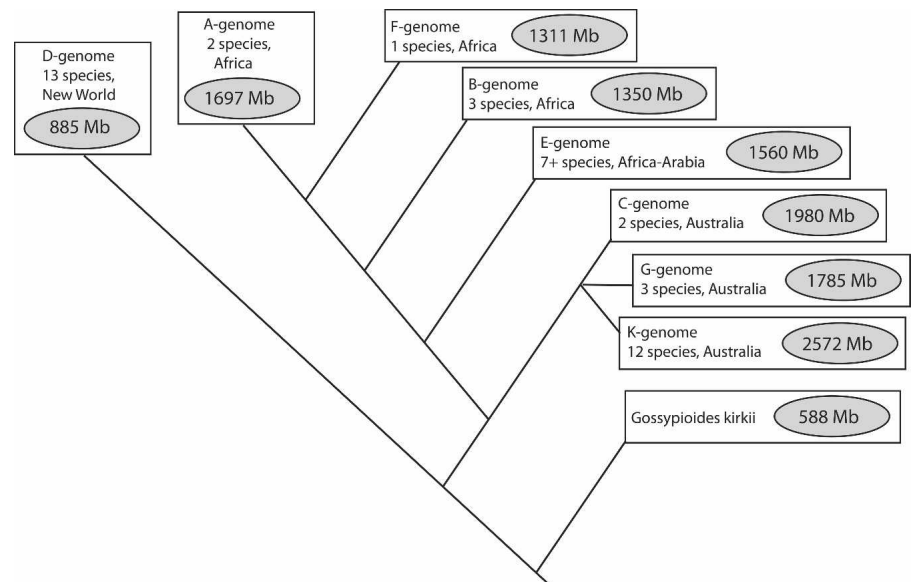 D-genome
13 species,
New World
885 Mb
A-genome
2 species,
Africa
1697 Mb
F-genome
1 species, Africa
1311 Mb
B-genome
3 species, Africa
1350 Mb
E-genome
7+ species, Africa-Arabia
1560 Mb
C-genome
2 species, Australia
1980 Mb
G-genome
3 species, Australia
1785 Mb
K-genome
12 species, Australia
2572 Mb
Gossypioides kirkii
588 Mb